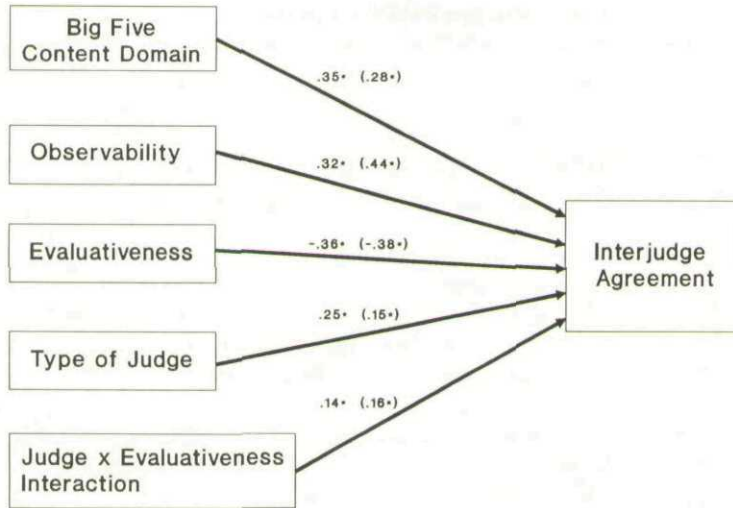 Big Five
Content Domain
.35* (.28*)
Observability
.32* (.44*)
Evaluativeness
-.36* (-.38*)
Interjudge
Agreement
Type of Judge
.25* (.15*)
.14* (.16*)
Judge x Evaluativeness
Interaction